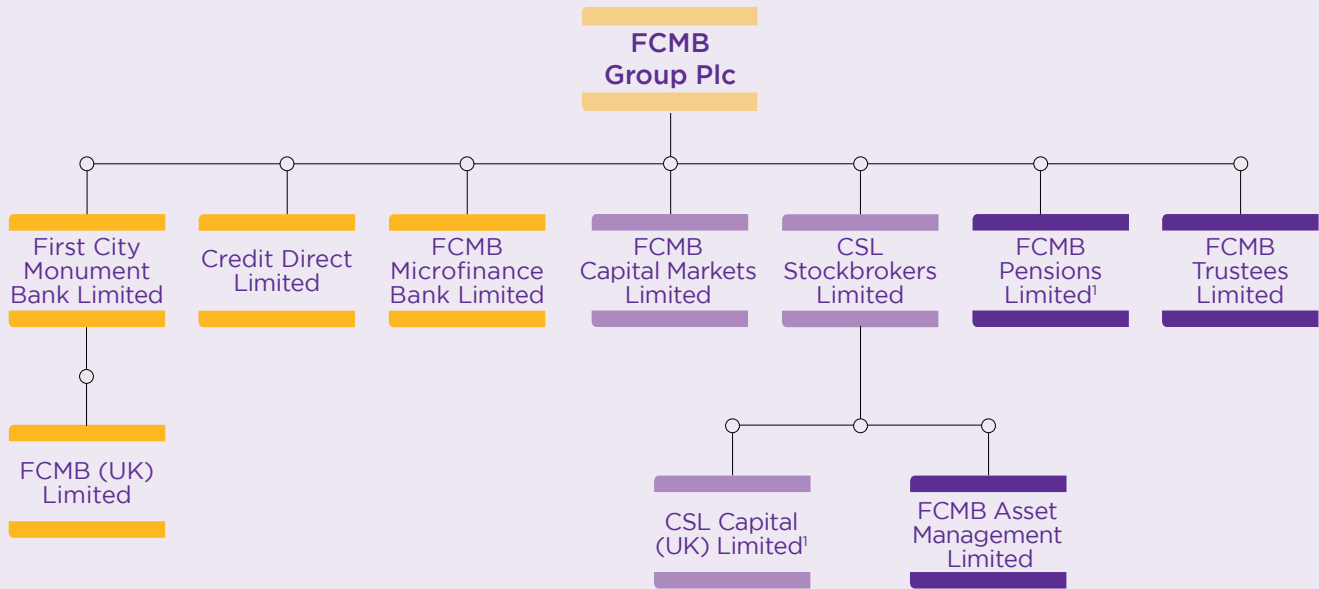 FCMB
Group Plc
First City
Monument
Bank Limited
Credit Direct
Limited
FCMB
Microfinance
Bank Limited
FCMB
Capital Markets
Limited
CSL
Stockbrokers
Limited
FCMB
Pensions
Limited¹
FCMB
Trustees
Limited
FCMB (UK)
Limited
CSL Capital
(UK) Limited¹
FCMB Asset
Management
Limited